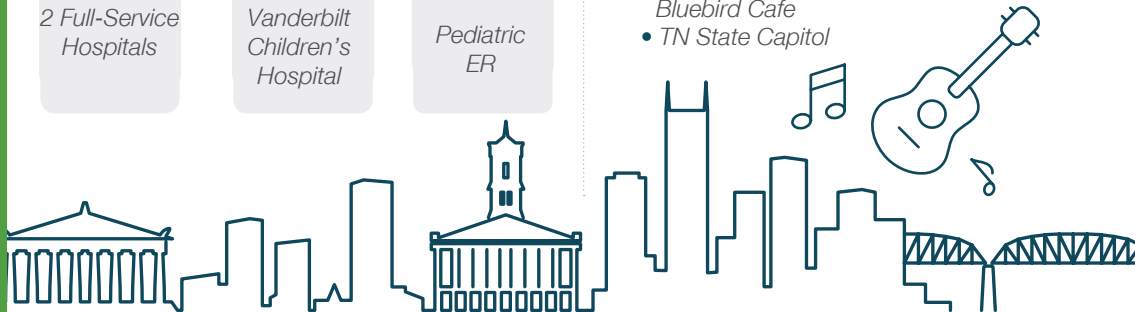 2 Full-Service
Hospitals
Vanderbilt
Children's
Hospital
Pediatric
ER
Bluebird Cafe
• TN State Capitol